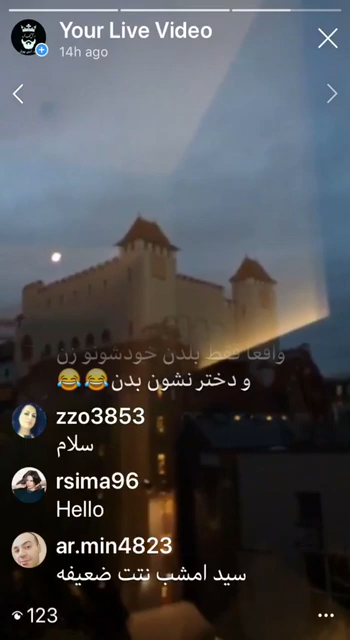 Your Live Video
14h ago
واقعا فقط بلدن خودشونو زن
و دختر نشون بدن😂😂
zzo3853
سلام
rsima96
Hello
ar.min4823
سید امشب نتت ضعیفه
123